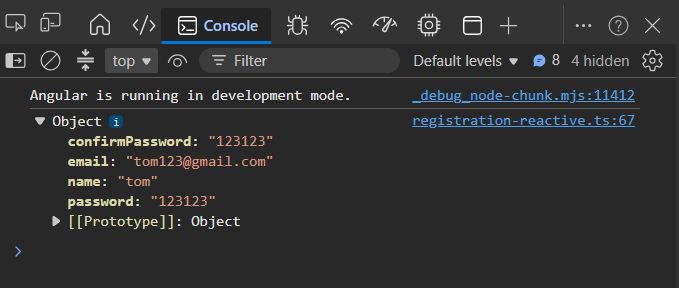 Console
top Filter Default levels 8 4 hidden
Angular is running in development mode. _debug_node-chunk.mjs:11412
Object i registration-reactive.ts:67
confirmPassword: "123123"
email: "tom123@gmail.com"
name: "tom"
password: "123123"
[[Prototype]]: Object